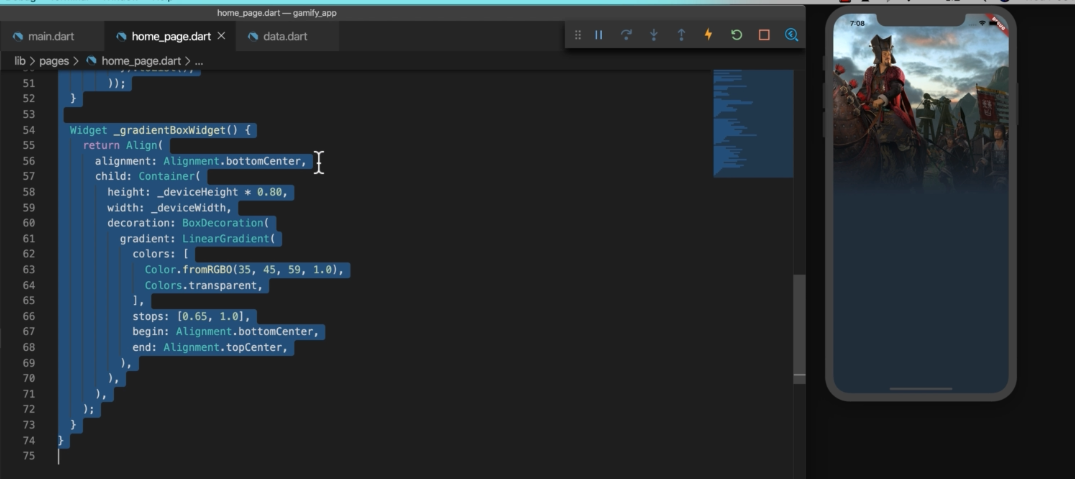 home_page.dart — gamify_app
main.dart
home_page.dart
data.dart
lib > pages > home_page.dart > ...
51 ));
52 }
53
54 Widget _gradientBoxWidget() {
55 return Align(
56 alignment: Alignment.bottomCenter,
57 child: Container(
58 height: _deviceHeight * 0.80,
59 width: _deviceWidth,
60 decoration: BoxDecoration(
61 gradient: LinearGradient(
62 colors: [
63 Color.fromRGBO(35, 45, 59, 1.0),
64 Colors.transparent,
65 ],
66 stops: [0.65, 1.0],
67 begin: Alignment.bottomCenter,
68 end: Alignment.topCenter,
69 ),
70 ),
71 ),
72 );
73 }
74 }
75
7:08